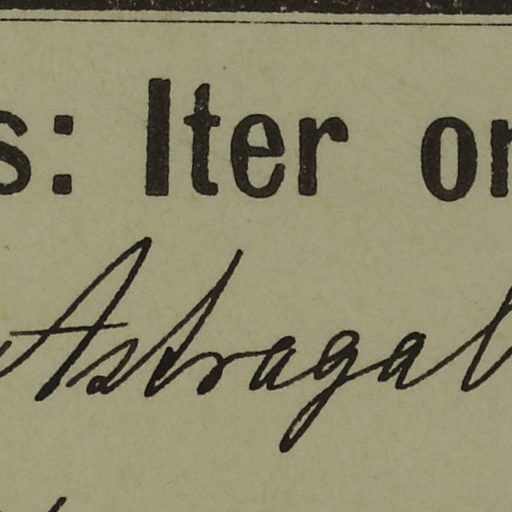 s: Iter or
Astragal